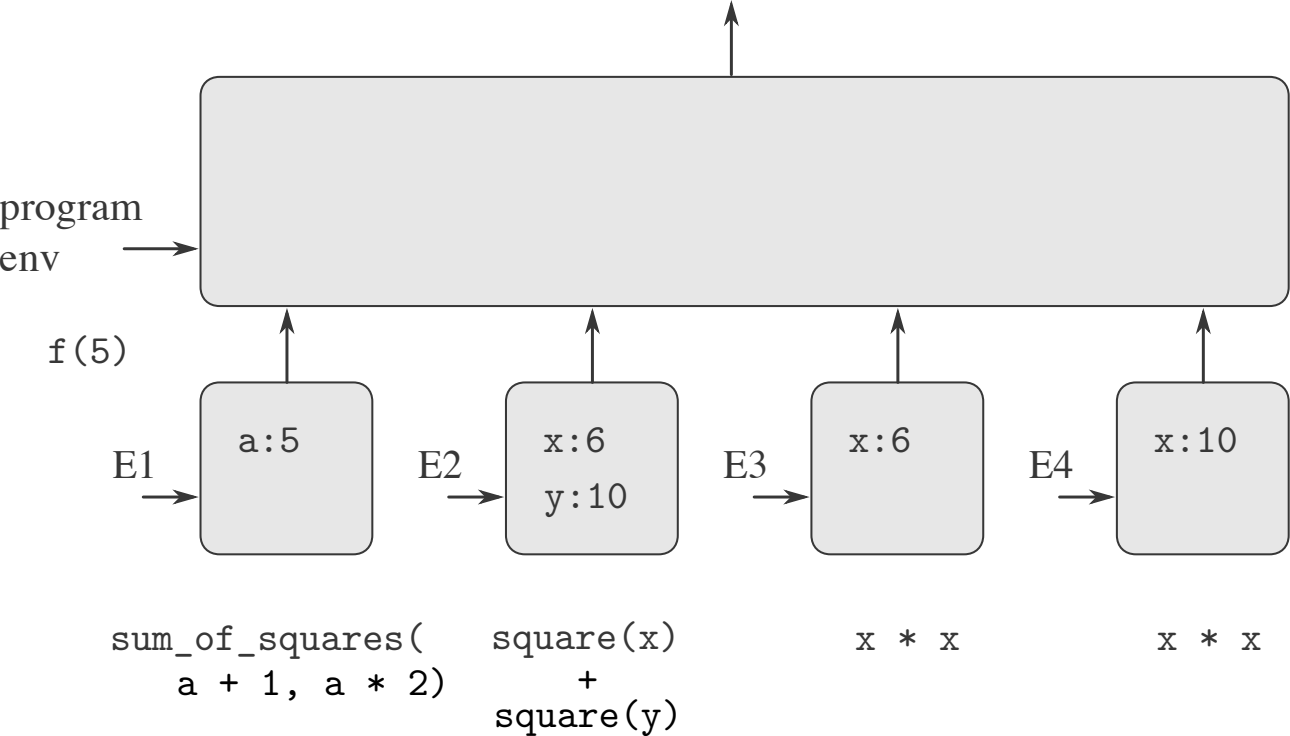 program
env
f(5)
E1
a:5
E2
x:6
y:10
E3
x:6
E4
x:10
sum_of_squares(
a + 1, a * 2)
square(x)
+
square(y)
x * x
x * x